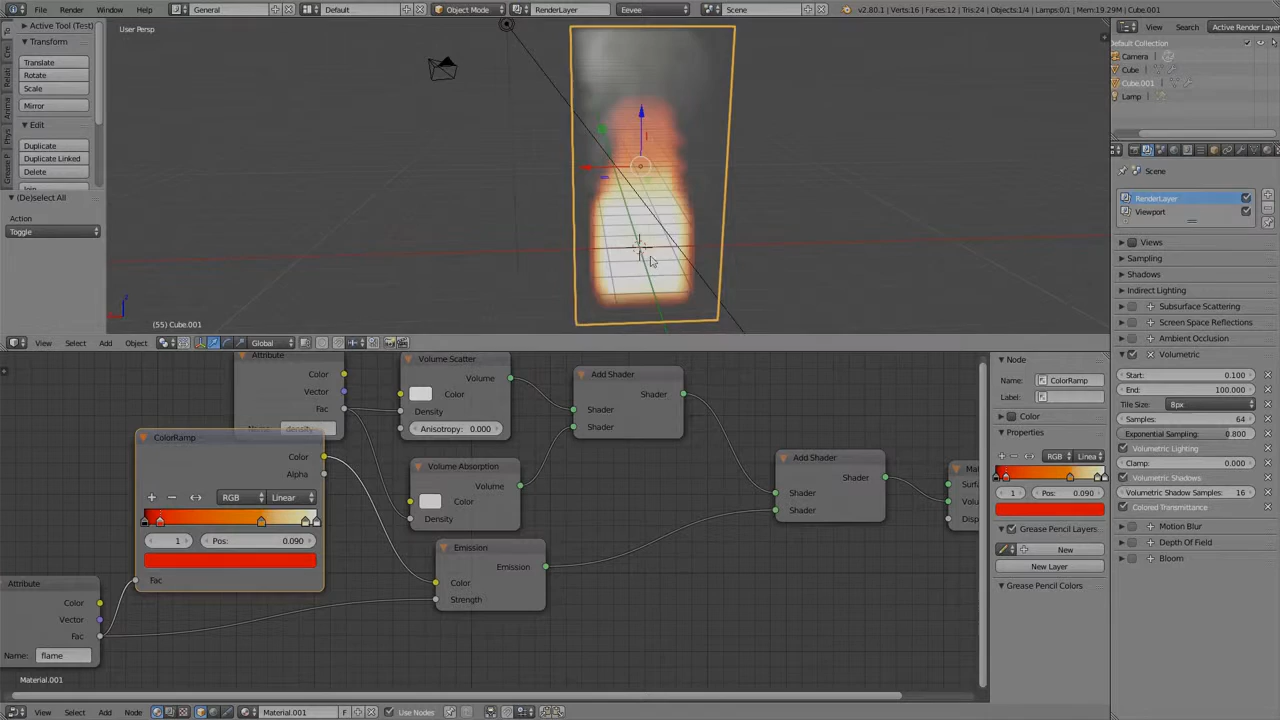 File Render Window Help General Default RenderLayer Eevee Scene v2.80.1 | Verts:16 | Faces:12 | Tris:24 | Objects:1/4 | Lamps:0/1 | Mem:19.29M | Cube.001
Active Tool (Test)
Transform
Translate
Rotate
Scale
Mirror
Edit
Duplicate
Duplicate Linked
Delete
Join
(De)select All
Action
Toggle
User Persp
(55) Cube.001
View Select Add Object Object Mode Global
View Search Active Render Layer
Default Collection
Camera
Cube
Cube.001
Lamp
Scene
RenderLayer
Viewport
Views
Sampling
Shadows
Indirect Lighting
Subsurface Scattering
Screen Space Reflections
Ambient Occlusion
Volumetric
Start: 0.100
End: 100.000
Tile Size: 8px
Samples: 64
Exponential Sampling: 0.800
Volumetric Lighting
Clamp: 0.000
Volumetric Shadows
Volumetric Shadow Samples: 16
Colored Transmittance
Motion Blur
Depth Of Field
Bloom
Attribute
Color
Vector
Fac
Name: density
ColorRamp
Color
Alpha
RGB Linear
1 Pos: 0.090
Fac
Attribute
Color
Vector
Fac
Name: flame
Volume Scatter
Volume
Color
Density
Anisotropy: 0.000
Volume Absorption
Volume
Color
Density
Emission
Emission
Color
Strength
Add Shader
Shader
Shader
Shader
Add Shader
Shader
Shader
Shader
Node
Name: ColorRamp
Label:
Color
Properties
RGB Linea
1 Pos: 0.090
Grease Pencil Layers
New
New Layer
Grease Pencil Colors
Material.001
View Select Add Node Material.001 F Use Nodes